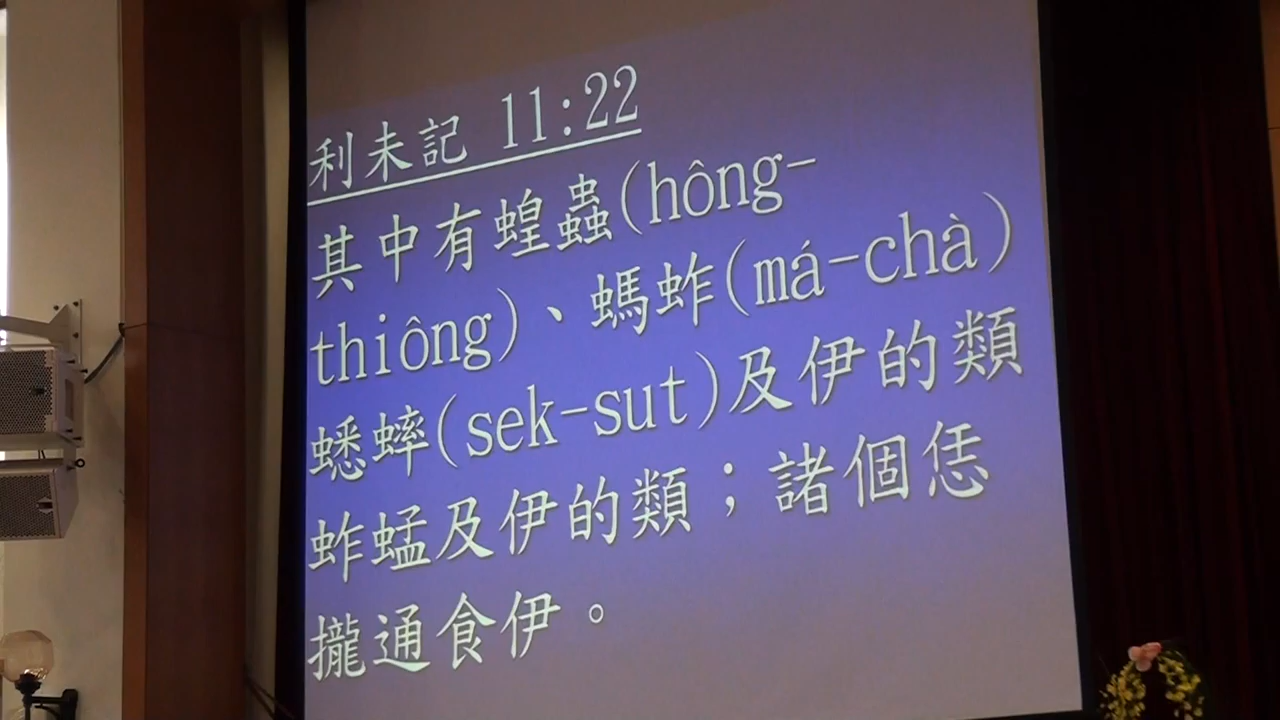 利未記 11:22
其中有蝗蟲(hông-
thiông)、螞蚱(má-chà)
蟋蟀(sek-sut)及伊的類
蚱蜢及伊的類；諸個恁
攏通食伊。